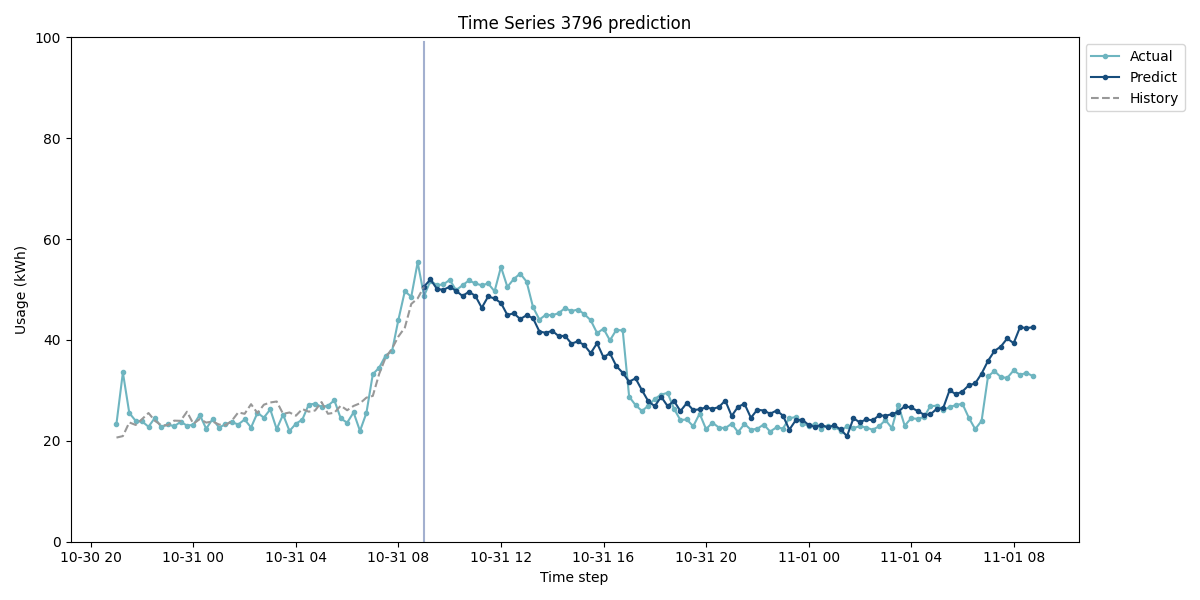 Time Series 3796 prediction
100
80
60
40
20
0
Usage (kWh)
10-30 20
10-31 00
10-31 04
10-31 08
10-31 12
10-31 16
10-31 20
11-01 00
11-01 04
11-01 08
Time step
Actual
Predict
History